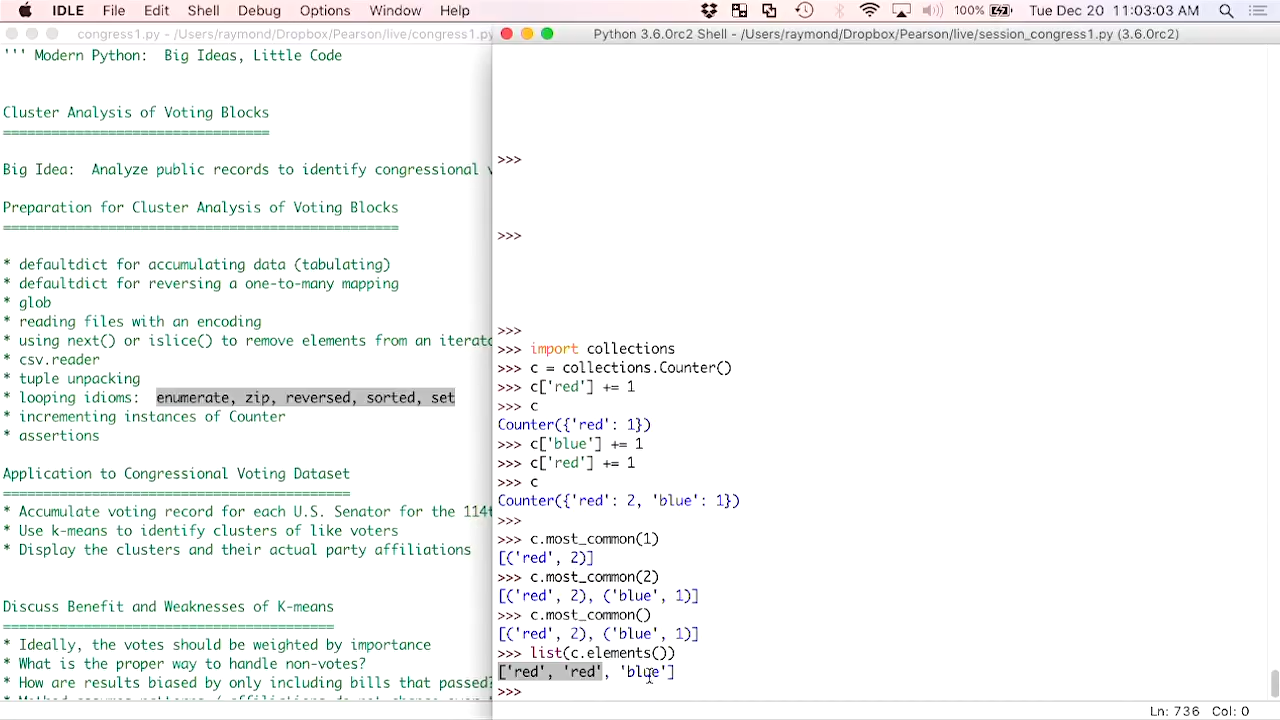 IDLE File Edit Shell Debug Options Window Help 100% Tue Dec 20 11:03:03 AM
congress1.py - /Users/raymond/Dropbox/Pearson/live/congress1.py
''' Modern Python:  Big Ideas, Little Code
Cluster Analysis of Voting Blocks
=================================
Big Idea:  Analyze public records to identify congressional
Preparation for Cluster Analysis of Voting Blocks
=================================================
* defaultdict for accumulating data (tabulating)
* defaultdict for reversing a one-to-many mapping
* glob
* reading files with an encoding
* using next() or islice() to remove elements from an iterato
* csv.reader
* tuple unpacking
* looping idioms:  enumerate, zip, reversed, sorted, set
* incrementing instances of Counter
* assertions
Application to Congressional Voting Dataset
===========================================
* Accumulate voting record for each U.S. Senator for the 114t
* Use k-means to identify clusters of like voters
* Display the clusters and their actual party affiliations
Discuss Benefit and Weaknesses of K-means
=========================================
* Ideally, the votes should be weighted by importance
* What is the proper way to handle non-votes?
* How are results biased by only including bills that passed?
Python 3.6.0rc2 Shell - /Users/raymond/Dropbox/Pearson/live/session_congress1.py (3.6.0rc2)
>>>
>>>
>>>
>>> import collections
>>> c = collections.Counter()
>>> c['red'] += 1
>>> c
Counter({'red': 1})
>>> c['blue'] += 1
>>> c['red'] += 1
>>> c
Counter({'red': 2, 'blue': 1})
>>>
>>> c.most_common(1)
[('red', 2)]
>>> c.most_common(2)
[('red', 2), ('blue', 1)]
>>> c.most_common()
[('red', 2), ('blue', 1)]
>>> list(c.elements())
['red', 'red', 'blue']
>>>
Ln: 736 Col: 0